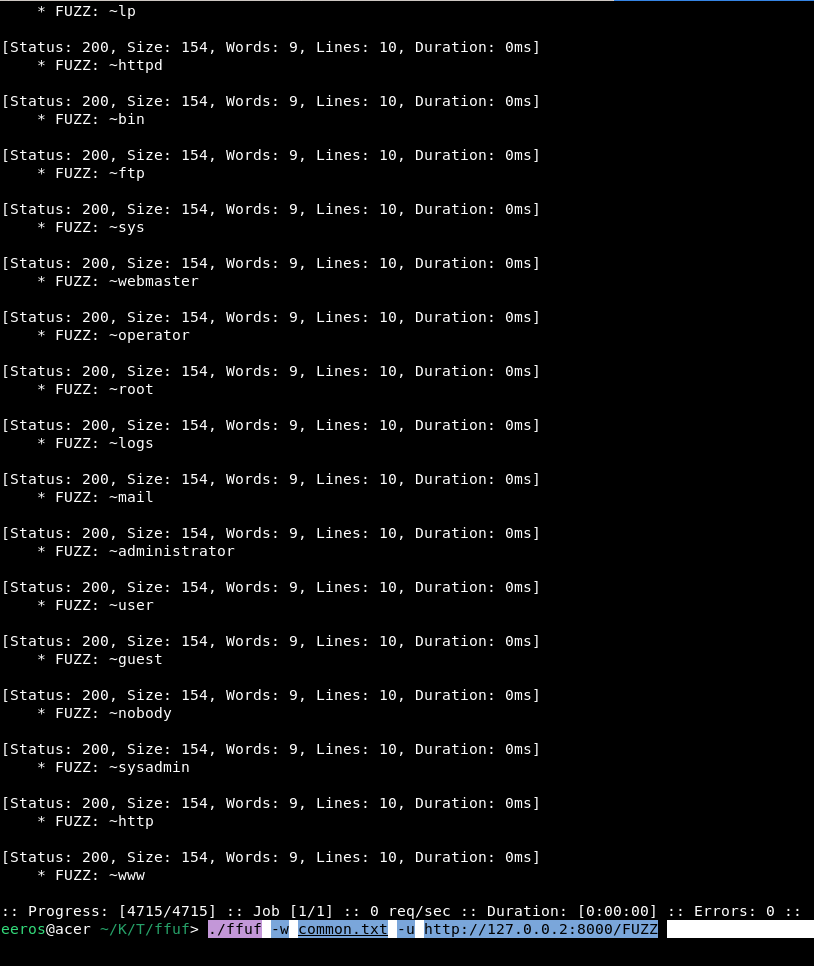 * FUZZ: ~lp
[Status: 200, Size: 154, Words: 9, Lines: 10, Duration: 0ms]
* FUZZ: ~httpd
[Status: 200, Size: 154, Words: 9, Lines: 10, Duration: 0ms]
* FUZZ: ~bin
[Status: 200, Size: 154, Words: 9, Lines: 10, Duration: 0ms]
* FUZZ: ~ftp
[Status: 200, Size: 154, Words: 9, Lines: 10, Duration: 0ms]
* FUZZ: ~sys
[Status: 200, Size: 154, Words: 9, Lines: 10, Duration: 0ms]
* FUZZ: ~webmaster
[Status: 200, Size: 154, Words: 9, Lines: 10, Duration: 0ms]
* FUZZ: ~operator
[Status: 200, Size: 154, Words: 9, Lines: 10, Duration: 0ms]
* FUZZ: ~root
[Status: 200, Size: 154, Words: 9, Lines: 10, Duration: 0ms]
* FUZZ: ~logs
[Status: 200, Size: 154, Words: 9, Lines: 10, Duration: 0ms]
* FUZZ: ~mail
[Status: 200, Size: 154, Words: 9, Lines: 10, Duration: 0ms]
* FUZZ: ~administrator
[Status: 200, Size: 154, Words: 9, Lines: 10, Duration: 0ms]
* FUZZ: ~user
[Status: 200, Size: 154, Words: 9, Lines: 10, Duration: 0ms]
* FUZZ: ~guest
[Status: 200, Size: 154, Words: 9, Lines: 10, Duration: 0ms]
* FUZZ: ~nobody
[Status: 200, Size: 154, Words: 9, Lines: 10, Duration: 0ms]
* FUZZ: ~sysadmin
[Status: 200, Size: 154, Words: 9, Lines: 10, Duration: 0ms]
* FUZZ: ~http
[Status: 200, Size: 154, Words: 9, Lines: 10, Duration: 0ms]
* FUZZ: ~www
:: Progress: [4715/4715] :: Job [1/1] :: 0 req/sec :: Duration: [0:00:00] :: Errors: 0 ::
eeros@acer ~/K/T/ffuf> ./ffuf -w common.txt -u http://127.0.0.2:8000/FUZZ